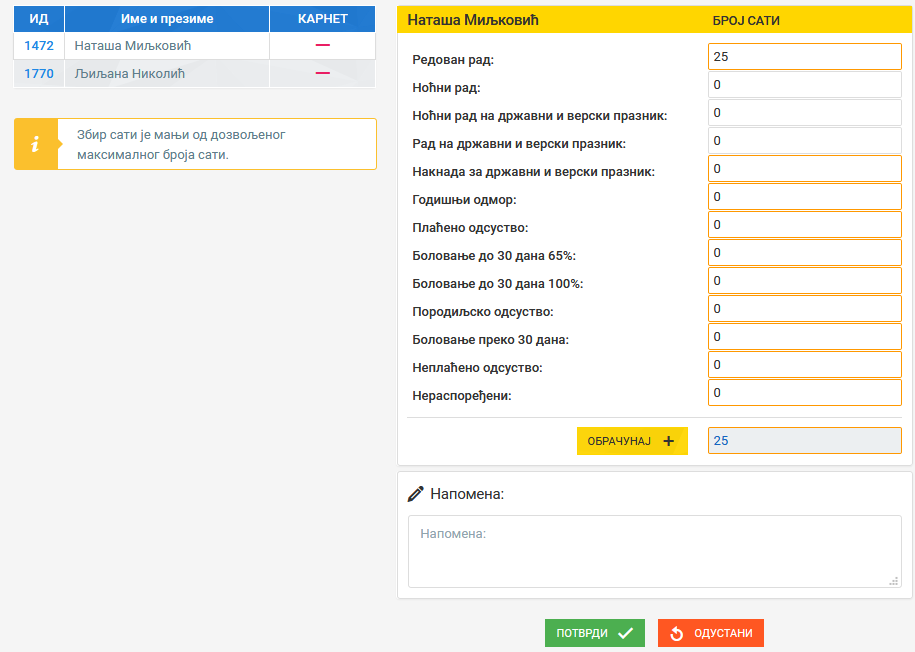 ИД Име и презиме КАРНЕТ
1472 Наташа Миљковић
1770 Љиљана Николић
Збир сати је мањи од дозвољеног
максималног броја сати.
Наташа Миљковић БРОЈ САТИ
Редован рад: 25
Ноћни рад: 0
Ноћни рад на државни и верски празник: 0
Рад на државни и верски празник: 0
Накнада за државни и верски празник: 0
Годишњи одмор: 0
Плаћено одсуство: 0
Боловање до 30 дана 65%: 0
Боловање до 30 дана 100%: 0
Породиљско одсуство: 0
Боловање преко 30 дана: 0
Неплаћено одсуство: 0
Нераспоређени: 0
ОБРАЧУНАЈ + 25
Напомена:
Напомена:
ПОТВРДИ ОДУСТАНИ